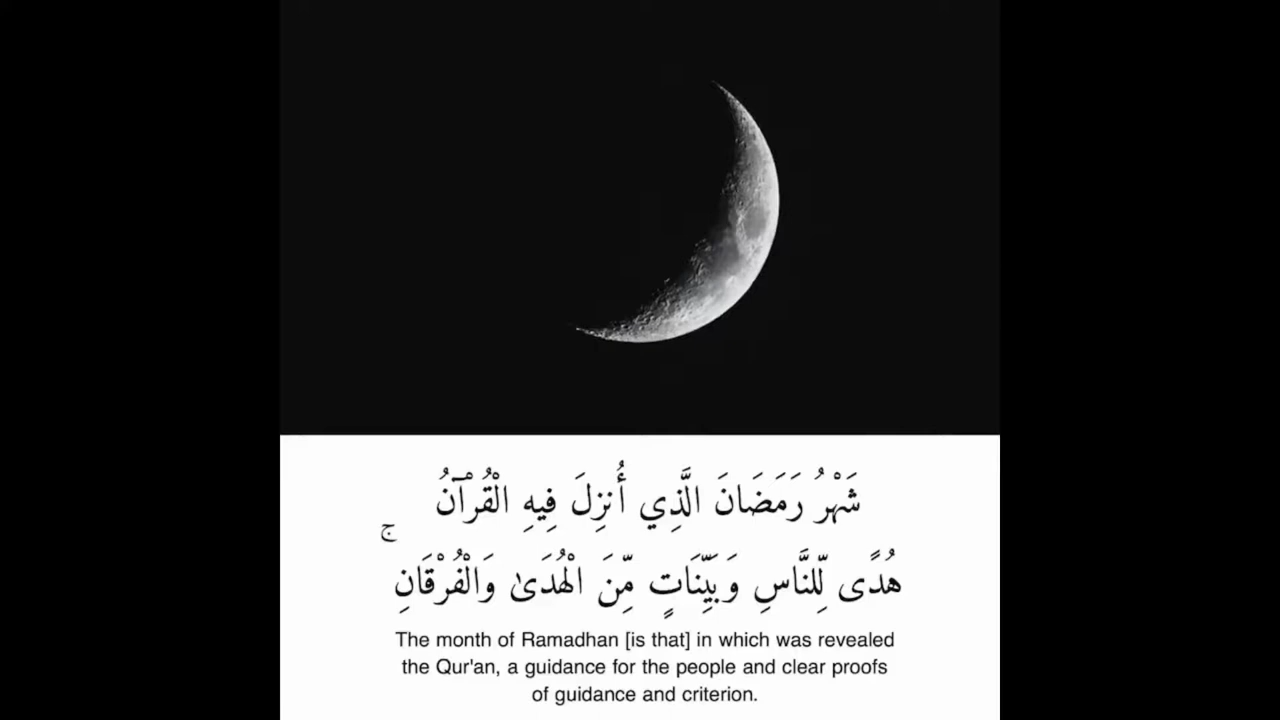 شَهْرُ رَمَضَانَ الَّذِي أُنزِلَ فِيهِ الْقُرْآنُ
هُدًى لِّلنَّاسِ وَبَيِّنَاتٍ مِّنَ الْهُدَىٰ وَالْفُرْقَانِ ۚ
The month of Ramadhan [is that] in which was revealed
the Qur'an, a guidance for the people and clear proofs
of guidance and criterion.